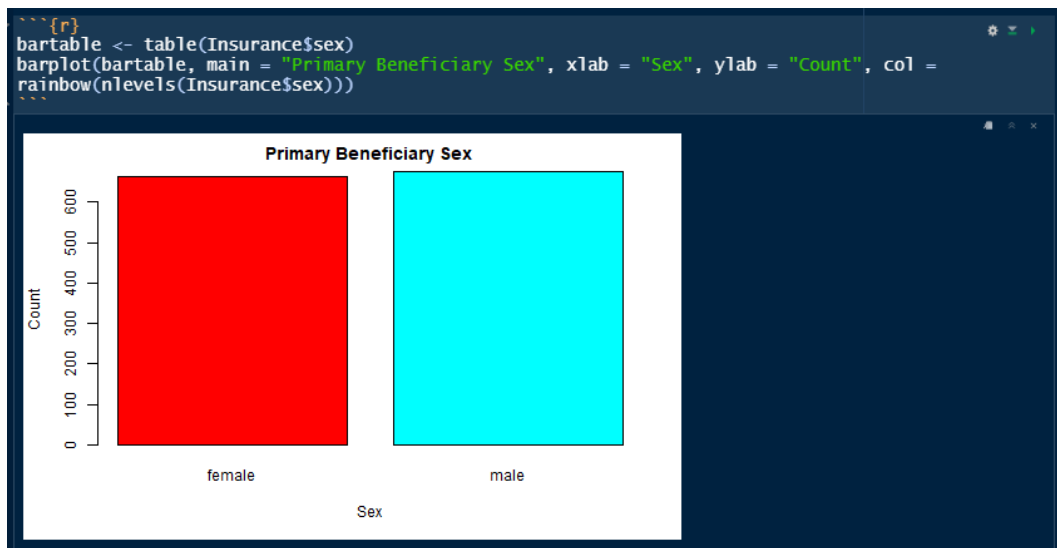 ```{r}
bartable <- table(Insurance$sex)
barplot(bartable, main = "Primary Beneficiary Sex", xlab = "Sex", ylab = "Count", col =
rainbow(nlevels(Insurance$sex)))
```
Primary Beneficiary Sex
Count
600
500
400
300
200
100
0
female male
Sex